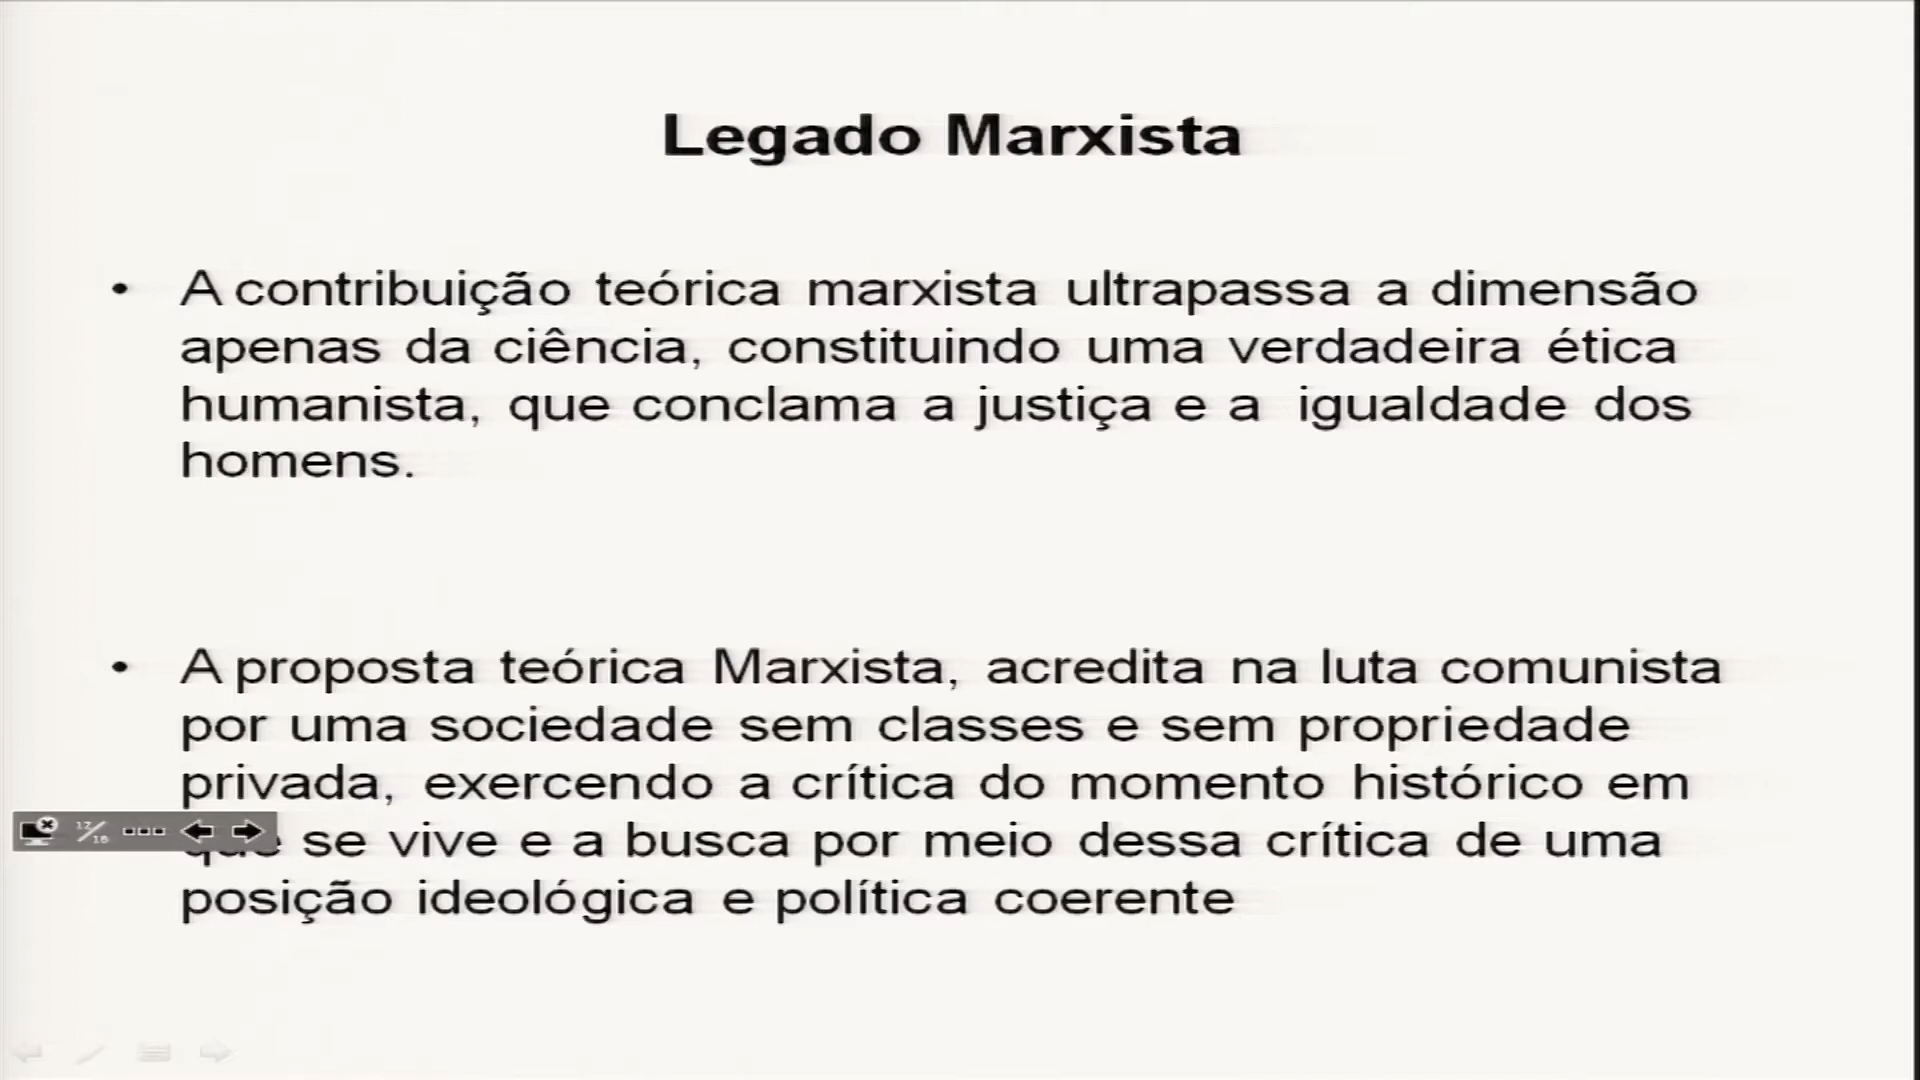 Legado Marxista
• A contribuição teórica marxista ultrapassa a dimensão
apenas da ciência, constituindo uma verdadeira ética
humanista, que conclama a justiça e a igualdade dos
homens.
• A proposta teórica Marxista, acredita na luta comunista
por uma sociedade sem classes e sem propriedade
privada, exercendo a crítica do momento histórico em
que se vive e a busca por meio dessa crítica de uma
posição ideológica e política coerente